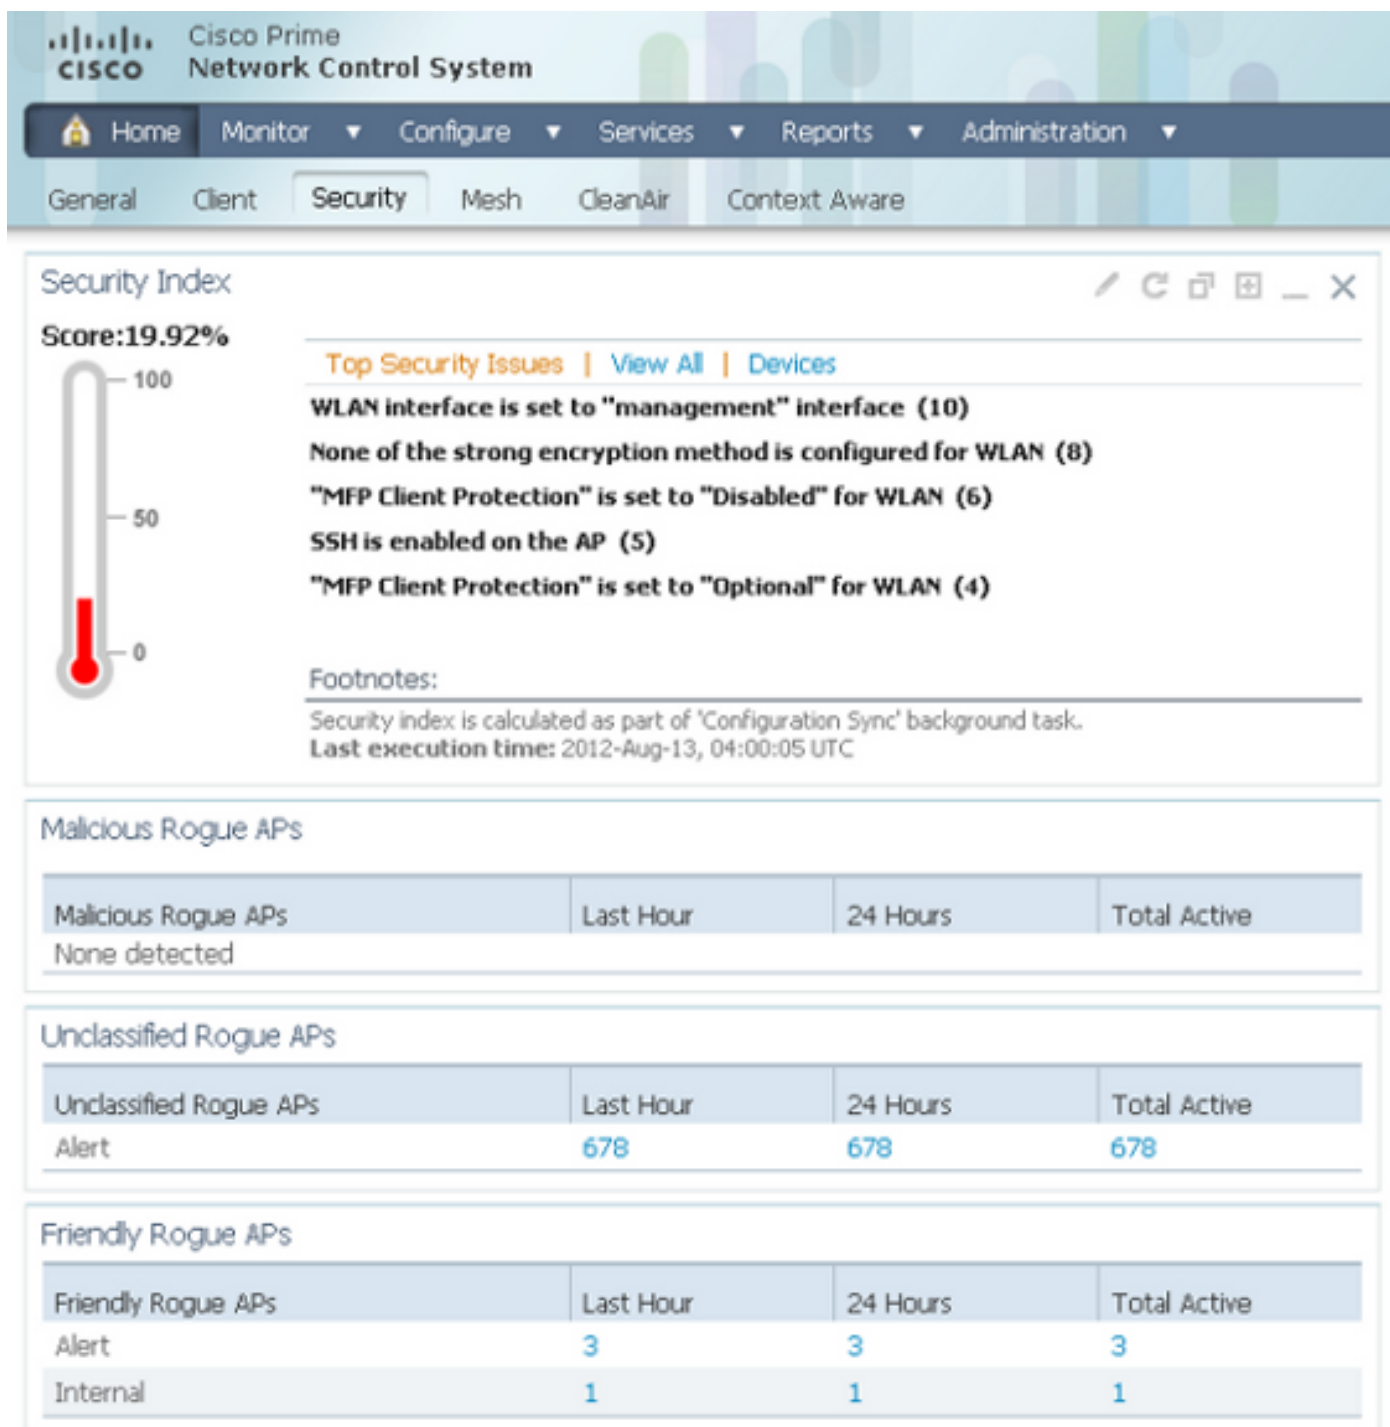 Cisco Prime
CISCO Network Control System
Home Monitor Configure Services Reports Administration
General Client Security Mesh CleanAir Context Aware
Security Index
Score:19.92%
100
50
0
Top Security Issues | View All | Devices
WLAN interface is set to "management" interface (10)
None of the strong encryption method is configured for WLAN (8)
"MFP Client Protection" is set to "Disabled" for WLAN (6)
SSH is enabled on the AP (5)
"MFP Client Protection" is set to "Optional" for WLAN (4)
Footnotes:
Security index is calculated as part of 'Configuration Sync' background task.
Last execution time: 2012-Aug-13, 04:00:05 UTC
Malicious Rogue APs
Malicious Rogue APs Last Hour 24 Hours Total Active
None detected
Unclassified Rogue APs
Unclassified Rogue APs Last Hour 24 Hours Total Active
Alert 678 678 678
Friendly Rogue APs
Friendly Rogue APs Last Hour 24 Hours Total Active
Alert 3 3 3
Internal 1 1 1